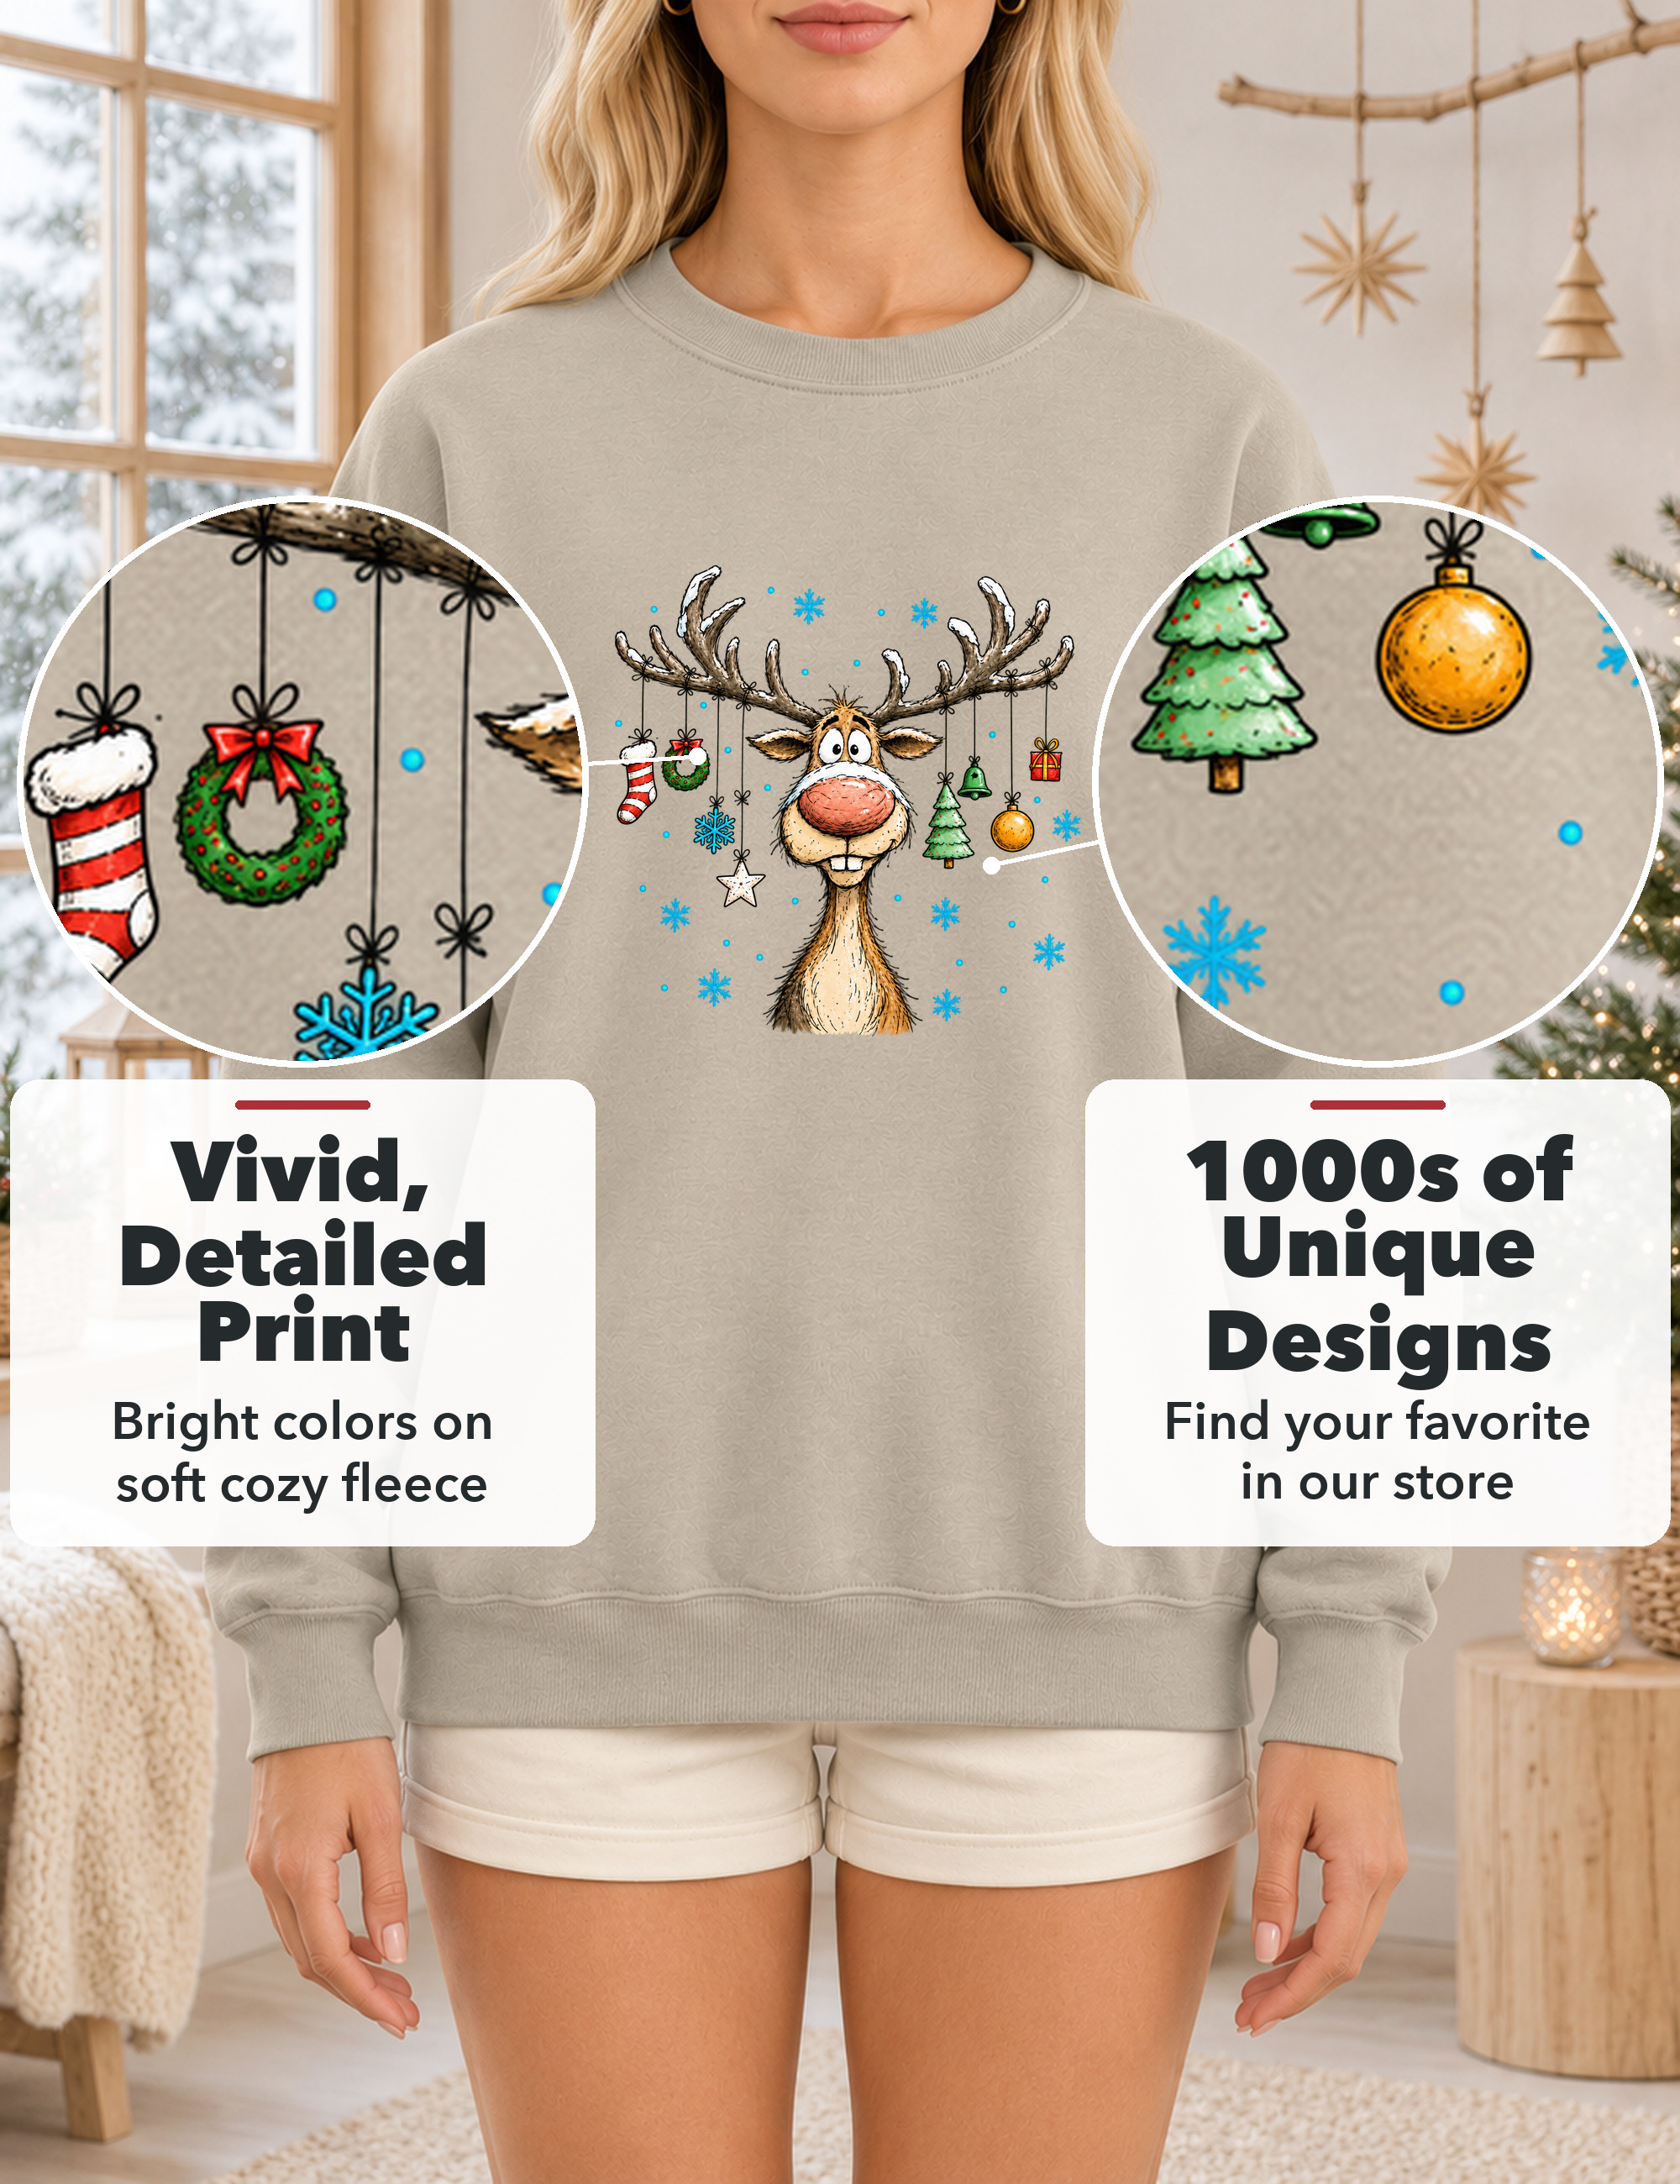 Vivid,
Detailed
Print
Bright colors on
soft cozy fleece
1000s of
Unique
Designs
Find your favorite
in our store